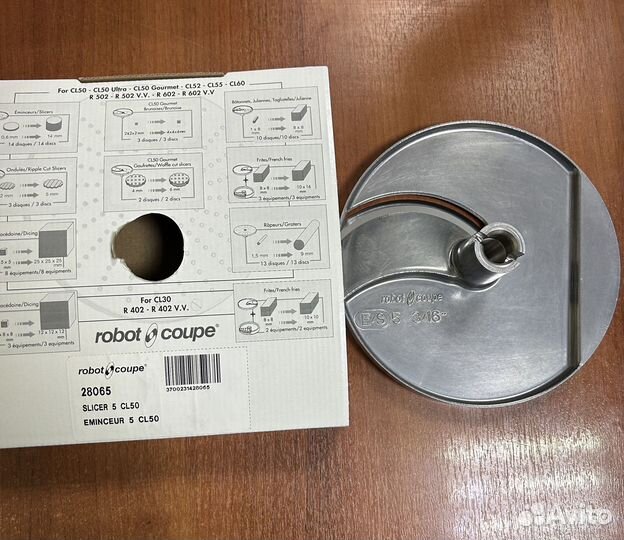 For CL50 - CL50 Ultra - CL50 Gourmet - CL52 - CL55 - CL60
R 502 - R 502 V.V. - R 602 - R 602 V.V
Eminceurs/Slicers
0,6 mm
14 mm
14 disques / 14 discs
Ondulés/Ripple Cut Slicers
2 mm
5 mm
3 disques / 3 discs
Macédoine/Dicing
5 x 5
mm
25 x 25 x 25
mm
8 équipements/8 equipments
Macédoine/Dicing
8 x 8
mm
12 x 12 x 12
mm
3 équipements/3 equipments
CL50 Gourmet
Brunoises/Brunoise
2x2x2 mm
4x4x4 mm
3 disques / 3 discs
CL50 Gourmet
Gaufrettes/Waffle cut slicers
6 mm
2 disques / 2 discs
Bâtonnets, Juliennes, Tagliatelles/Julienne
1 x 8
mm
8 x 8
mm
10 disques/10 discs
Frites/French fries
8 x 8
mm
10 x 16
mm
3 équipements/3 equipments
Râpeurs/Graters
1,5 mm
9 mm
13 disques /13 discs
For CL30
R 402 - R 402 V.V.
Frites/French fries
8 x 8
mm
10 x 10
mm
2 équipements/2 equipments
robot coupe®
robot coupe®
28065
3700231428065
SLICER 5 CL50
EMINCEUR 5 CL50
robot coupe
E/S 5 3/16"
Avito